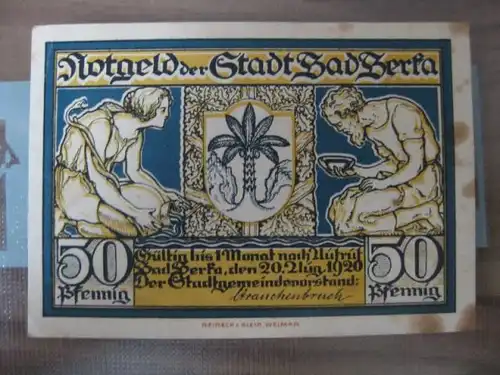 Notgeld der Stadt Bad Berka
50 Pfennig
Gültig bis 1 Monat nach Aufruf
Bad Berka, den 20. Aug. 1920
Der Stadtgemeindevorstand:
50 Pfennig